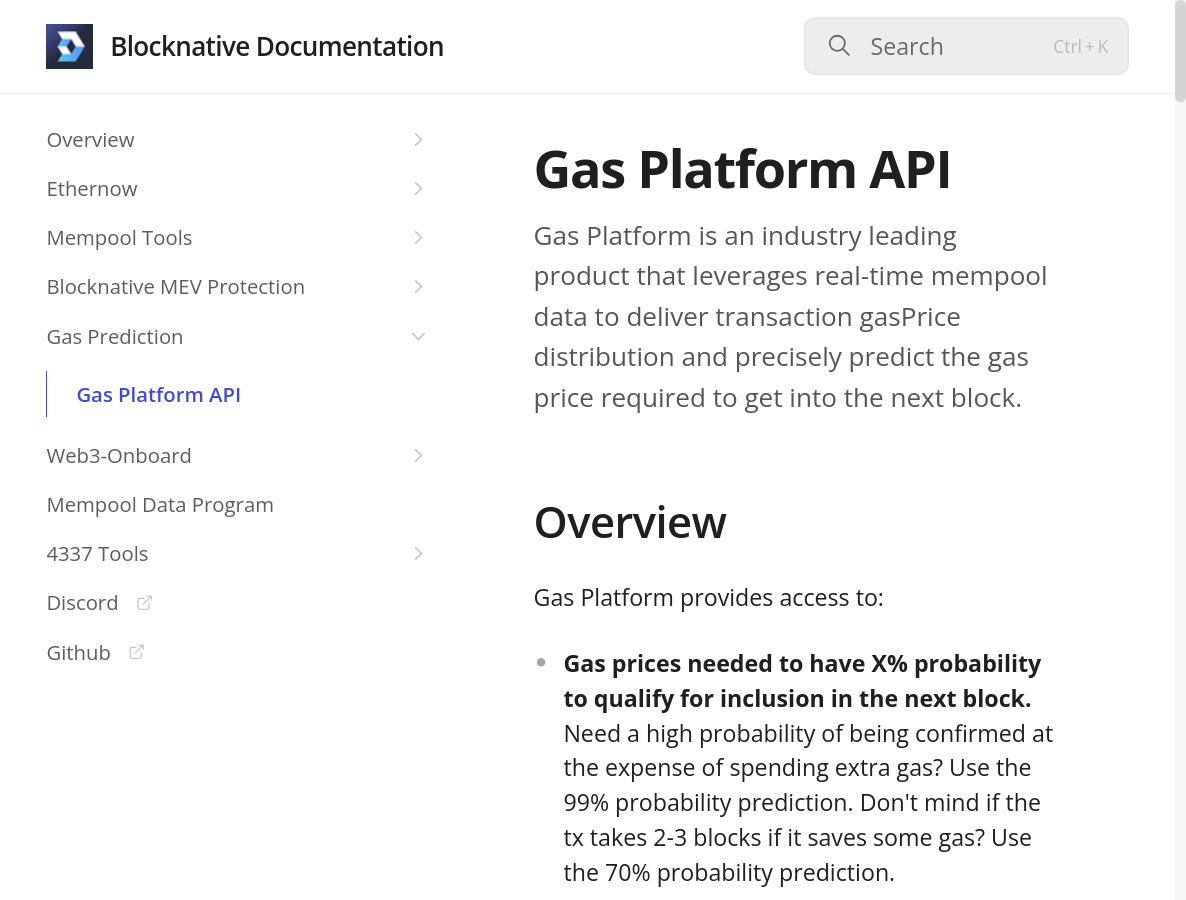 Blocknative Documentation
Search
Ctrl + K
Overview
Ethernow
Mempool Tools
Blocknative MEV Protection
Gas Prediction
Gas Platform API
Web3-Onboard
Mempool Data Program
4337 Tools
Discord
Github
Gas Platform API
Gas Platform is an industry leading
product that leverages real-time mempool
data to deliver transaction gasPrice
distribution and precisely predict the gas
price required to get into the next block.
Overview
Gas Platform provides access to:
Gas prices needed to have X% probability
to qualify for inclusion in the next block.
Need a high probability of being confirmed at
the expense of spending extra gas? Use the
99% probability prediction. Don't mind if the
tx takes 2-3 blocks if it saves some gas? Use
the 70% probability prediction.